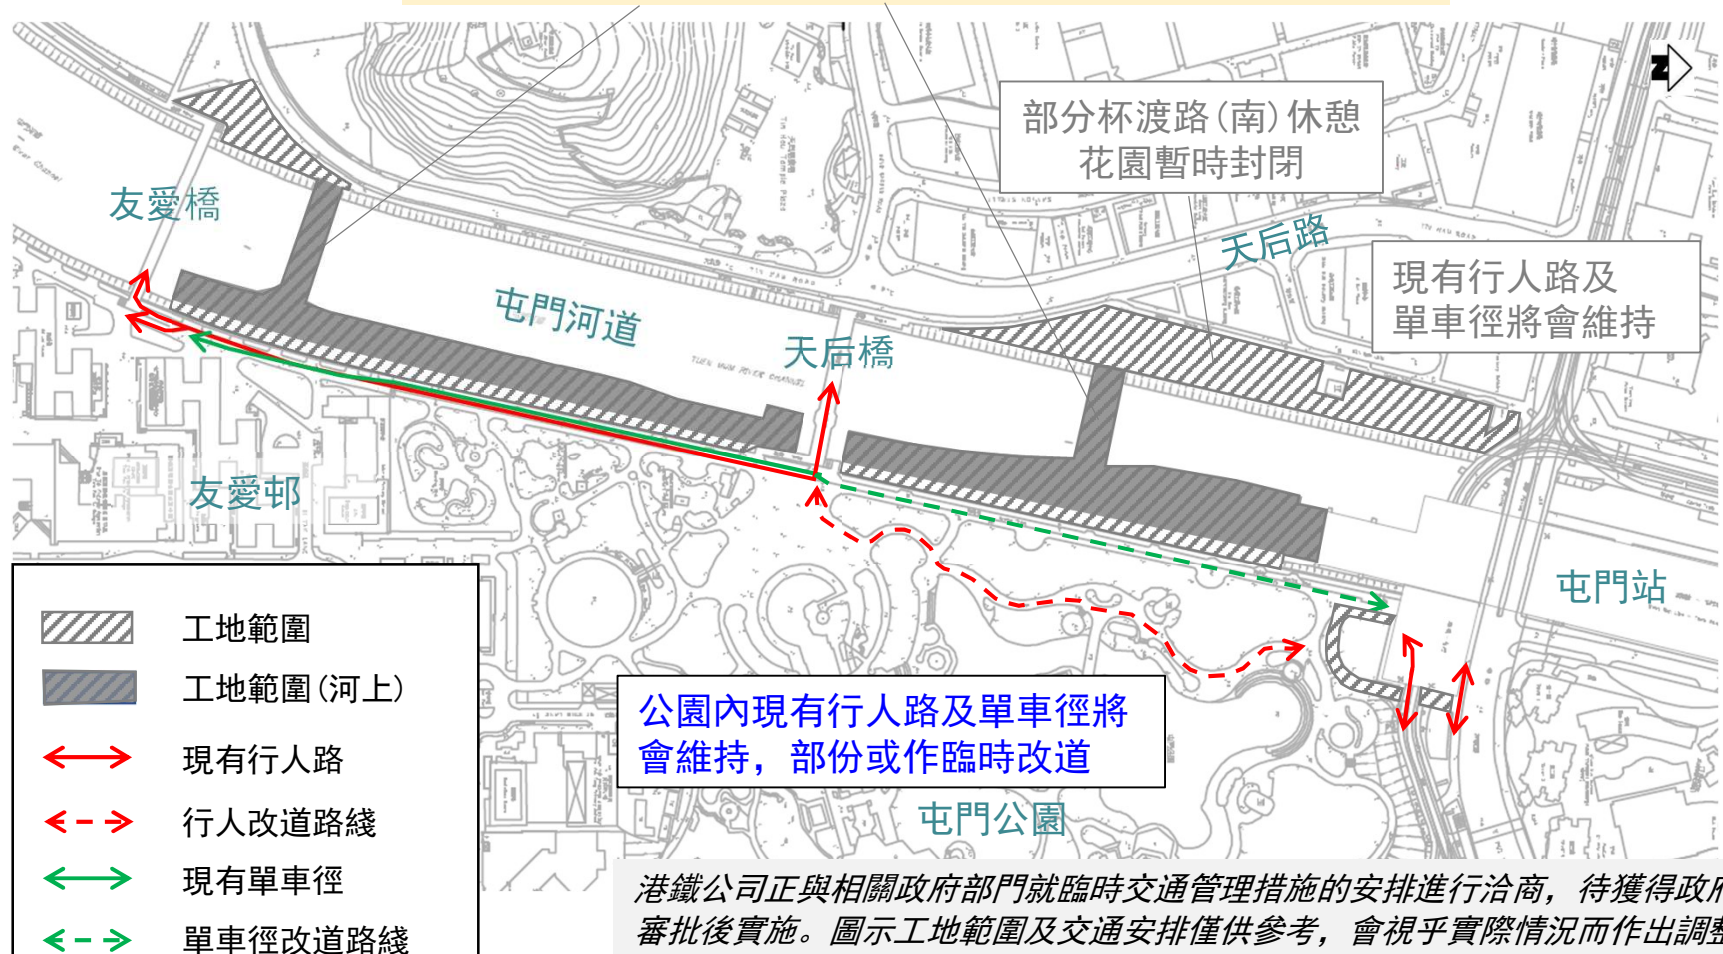 部分杯渡路(南)休憩
花園暫時封閉
N
友愛橋
天后路
現有行人路及
單車徑將會維持
屯門河道
天后橋
TUEN MUN RIVER CHANNEL
友愛邨
屯門站
工地範圍
工地範圍(河上)
現有行人路
行人改道路綫
現有單車徑
單車徑改道路綫
公園內現有行人路及單車徑將
會維持，部份或作臨時改道
屯門公園
港鐵公司正與相關政府部門就臨時交通管理措施的安排進行洽商，待獲得政府
審批後實施。圖示工地範圍及交通安排僅供參考，會視乎實際情況而作出調整